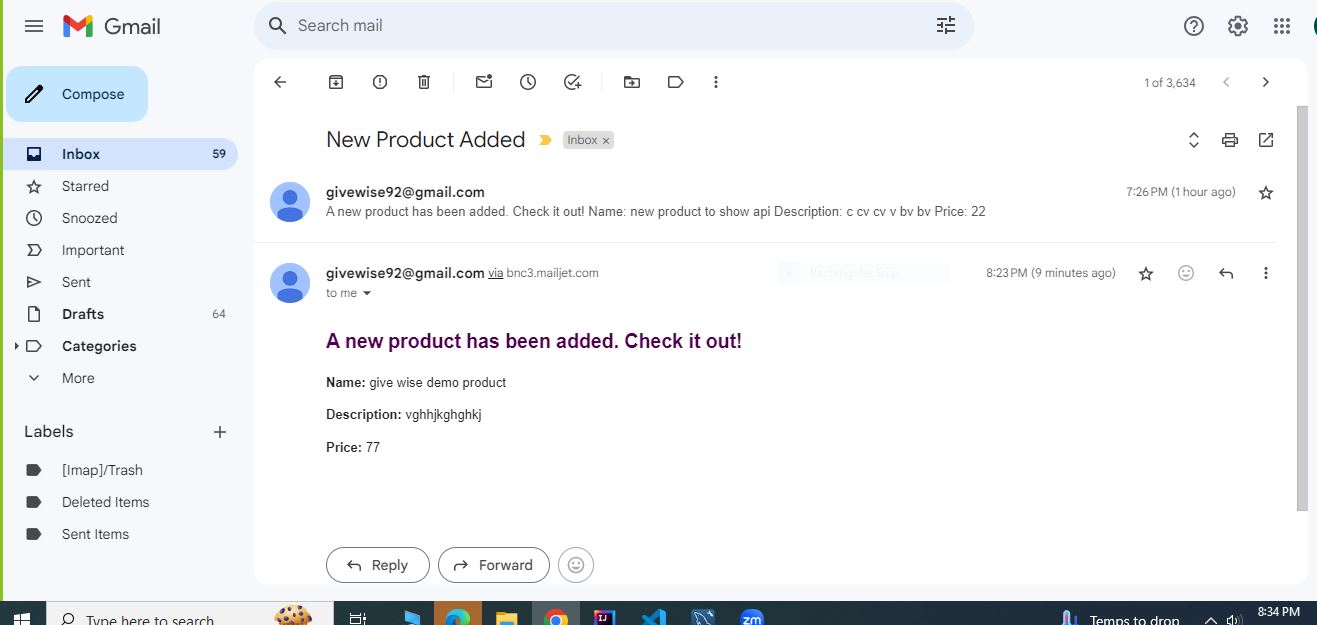 Gmail
Search mail
Compose
1 of 3,634
Inbox 59
Starred
Snoozed
Important
Sent
Drafts 64
Categories
More
Labels
[Imap]/Trash
Deleted Items
Sent Items
New Product Added Inbox x
givewise92@gmail.com 7:26 PM (1 hour ago)
A new product has been added. Check it out! Name: new product to show api Description: c cv cv v bv bv Price: 22
givewise92@gmail.com via bnc3.mailjet.com Rectangular Snip 8:23 PM (9 minutes ago)
to me
A new product has been added. Check it out!
Name: give wise demo product
Description: vghhjkghghkj
Price: 77
Reply Forward
Type here to search IJ zm Temps to drop 8:34 PM